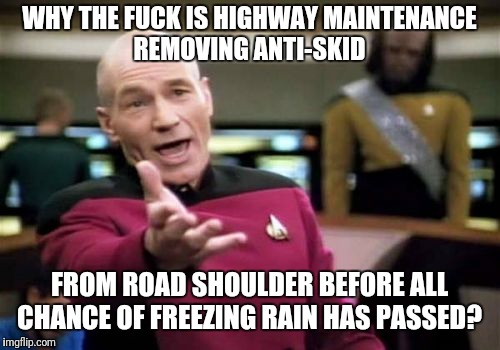 WHY THE FUCK IS HIGHWAY MAINTENANCE
REMOVING ANTI-SKID
FROM ROAD SHOULDER BEFORE ALL
CHANCE OF FREEZING RAIN HAS PASSED?
imgflip.com